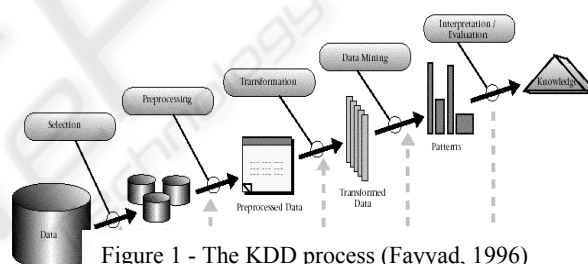 Interpretation /
Evaluation
Data Mining
Transformation
Preprocessing
Selection
Knowledge
Patterns
Transformed
Data
Preprocessed Data
Data
Figure 1 - The KDD process (Fayyad, 1996)